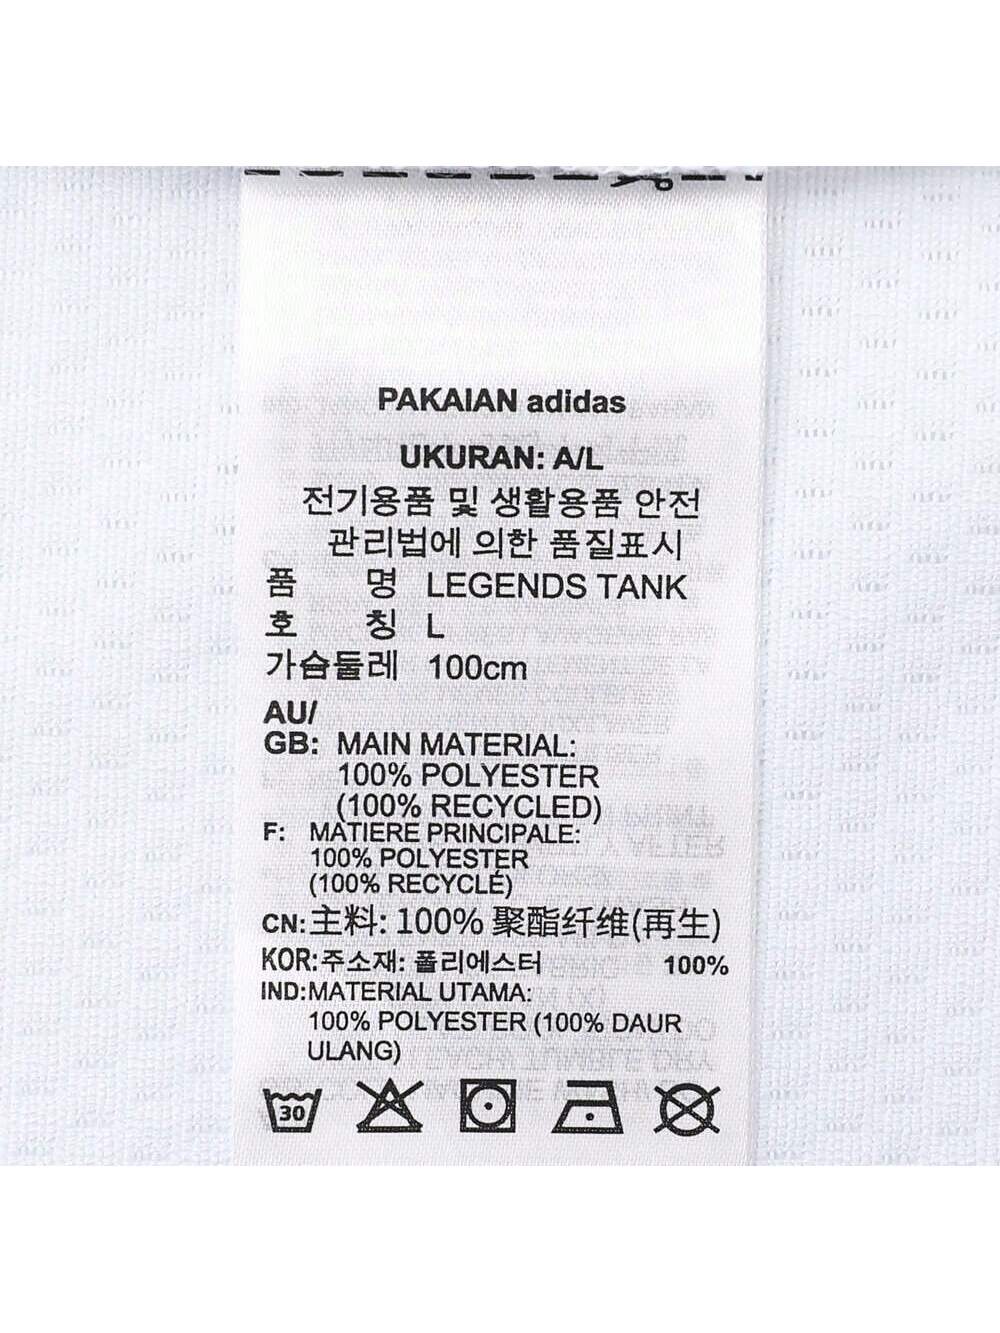 PAKAIAN adidas
UKURAN: A/L
전기용품 및 생활용품 안전
관리법에 의한 품질표시
품 명 LEGENDS TANK
호 칭 L
가슴둘레 100cm
AU/
GB: MAIN MATERIAL:
100% POLYESTER
(100% RECYCLED)
F: MATIERE PRINCIPALE:
100% POLYESTER
(100% RECYCLÉ)
CN:主料: 100% 聚酯纤维(再生)
KOR:주소재: 폴리에스터 100%
IND:MATERIAL UTAMA:
100% POLYESTER (100% DAUR
ULANG)
30